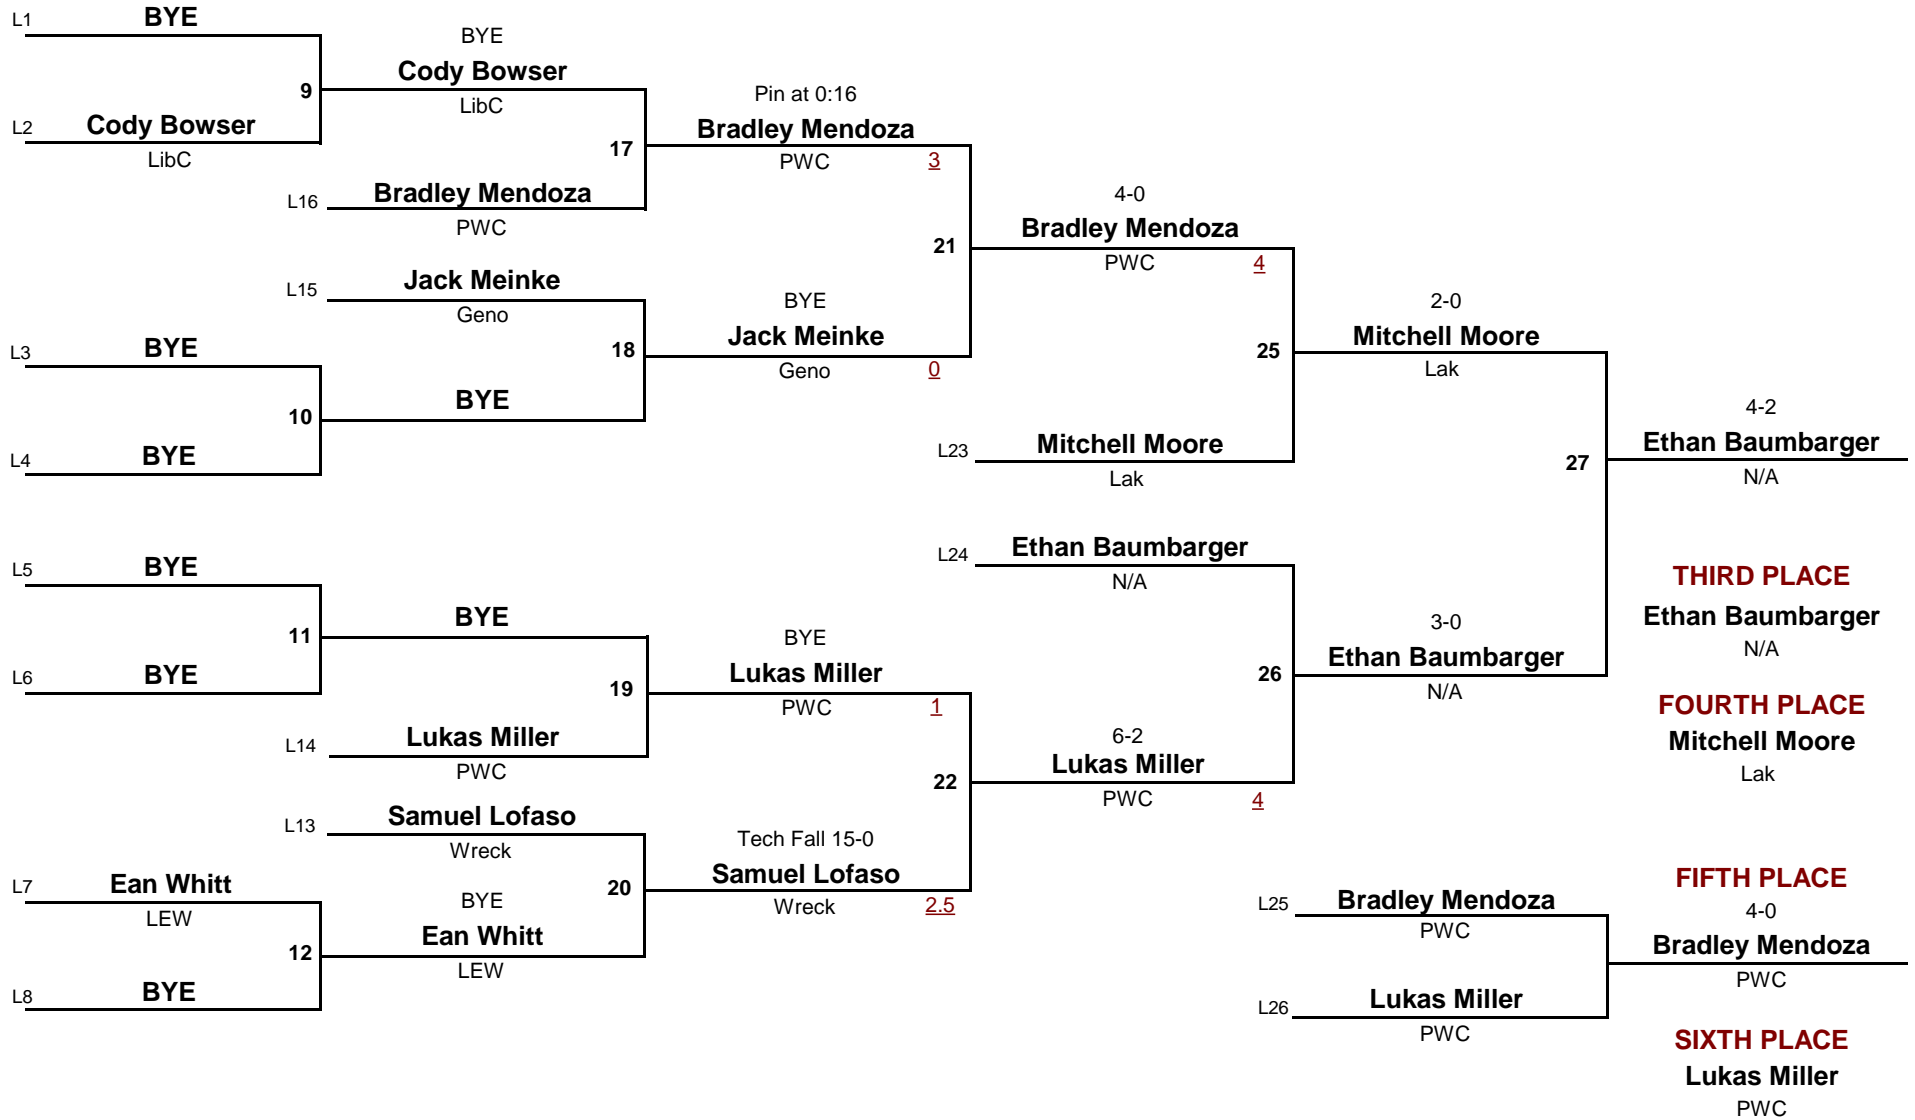 L1
BYE
9
L2
Cody Bowser
LibC
BYE
Cody Bowser
LibC
17
L16
Bradley Mendoza
PWC
Pin at 0:16
Bradley Mendoza
PWC
3
L15
Jack Meinke
Geno
18
L3
BYE
10
BYE
L4
BYE
BYE
Jack Meinke
Geno
0
21
4-0
Bradley Mendoza
PWC
4
25
L23
Mitchell Moore
Lak
2-0
Mitchell Moore
Lak
27
4-2
Ethan Baumbarger
N/A
L5
BYE
11
L6
BYE
BYE
19
L14
Lukas Miller
PWC
BYE
Lukas Miller
PWC
1
L13
Samuel Lofaso
Wreck
20
L7
Ean Whitt
LEW
12
L8
BYE
BYE
Ean Whitt
LEW
Tech Fall 15-0
Samuel Lofaso
Wreck
2.5
22
L24
Ethan Baumbarger
N/A
26
6-2
Lukas Miller
PWC
4
3-0
Ethan Baumbarger
N/A
THIRD PLACE
Ethan Baumbarger
N/A
FOURTH PLACE
Mitchell Moore
Lak
L25
Bradley Mendoza
PWC
L26
Lukas Miller
PWC
FIFTH PLACE
4-0
Bradley Mendoza
PWC
SIXTH PLACE
Lukas Miller
PWC